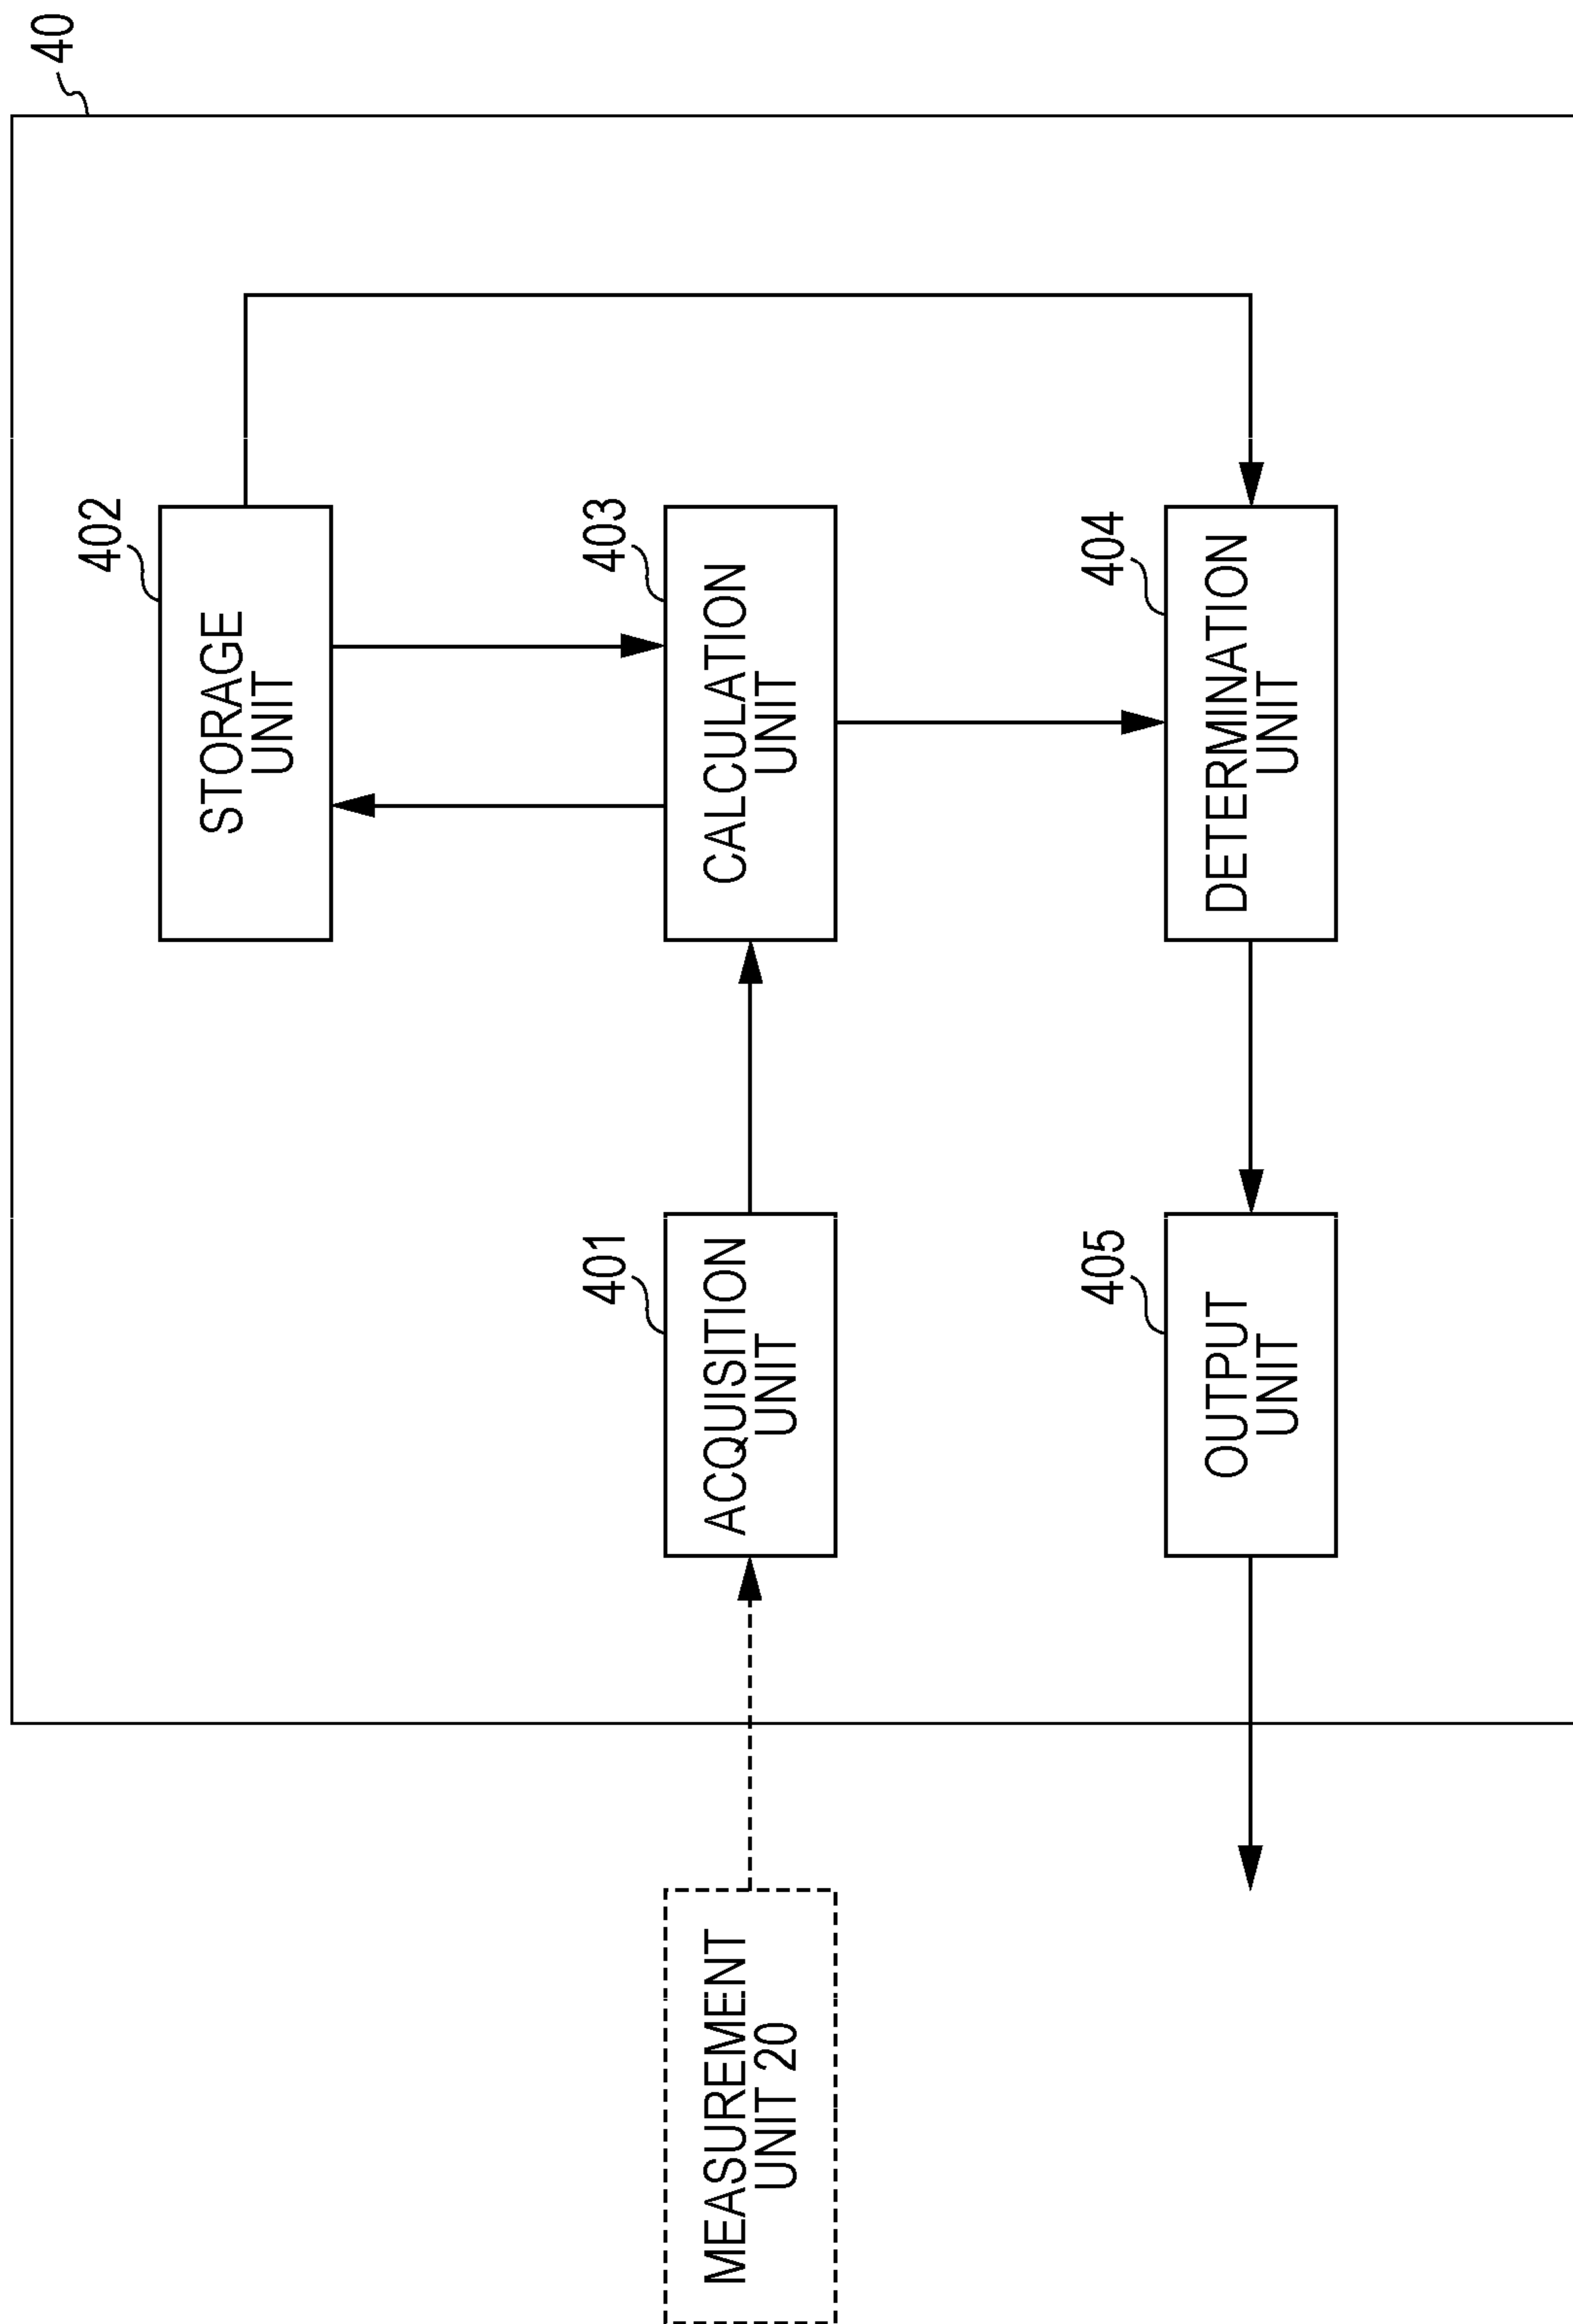 40
402
STORAGE
UNIT
401
ACQUISITION
UNIT
403
CALCULATION
UNIT
MEASUREMENT
UNIT 20
405
OUTPUT
UNIT
404
DETERMINATION
UNIT